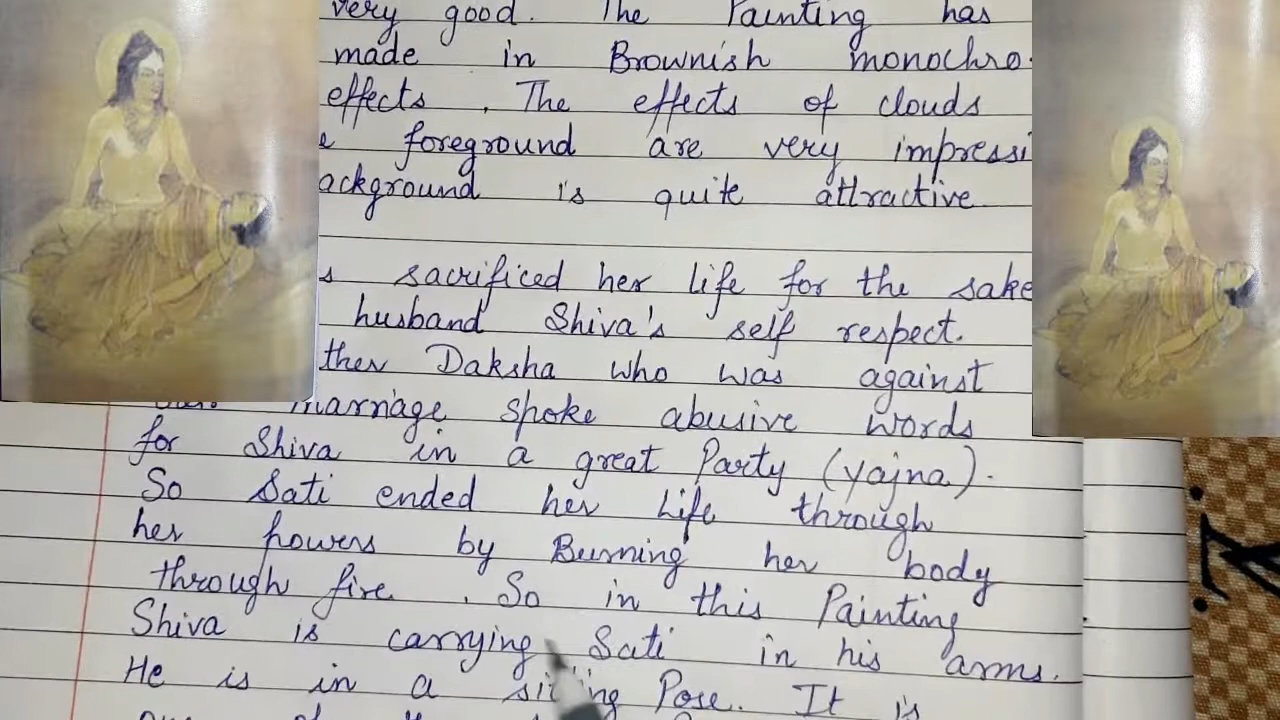 very good. The Painting has
made in Brownish monochro
effects. The effects of clouds
e foreground are very impressi
ackground is quite attractive
s sacrificed her life for the sake
husband Shiva's self respect.
ther Daksha who was against
marriage spoke abusive words
for Shiva in a great Party (yajna).
So Sati ended her Life through
her powers by Burning her body
through fire. So in this Painting
Shiva is carrying Sati in his arms.
He is in a sitting Pose. It is